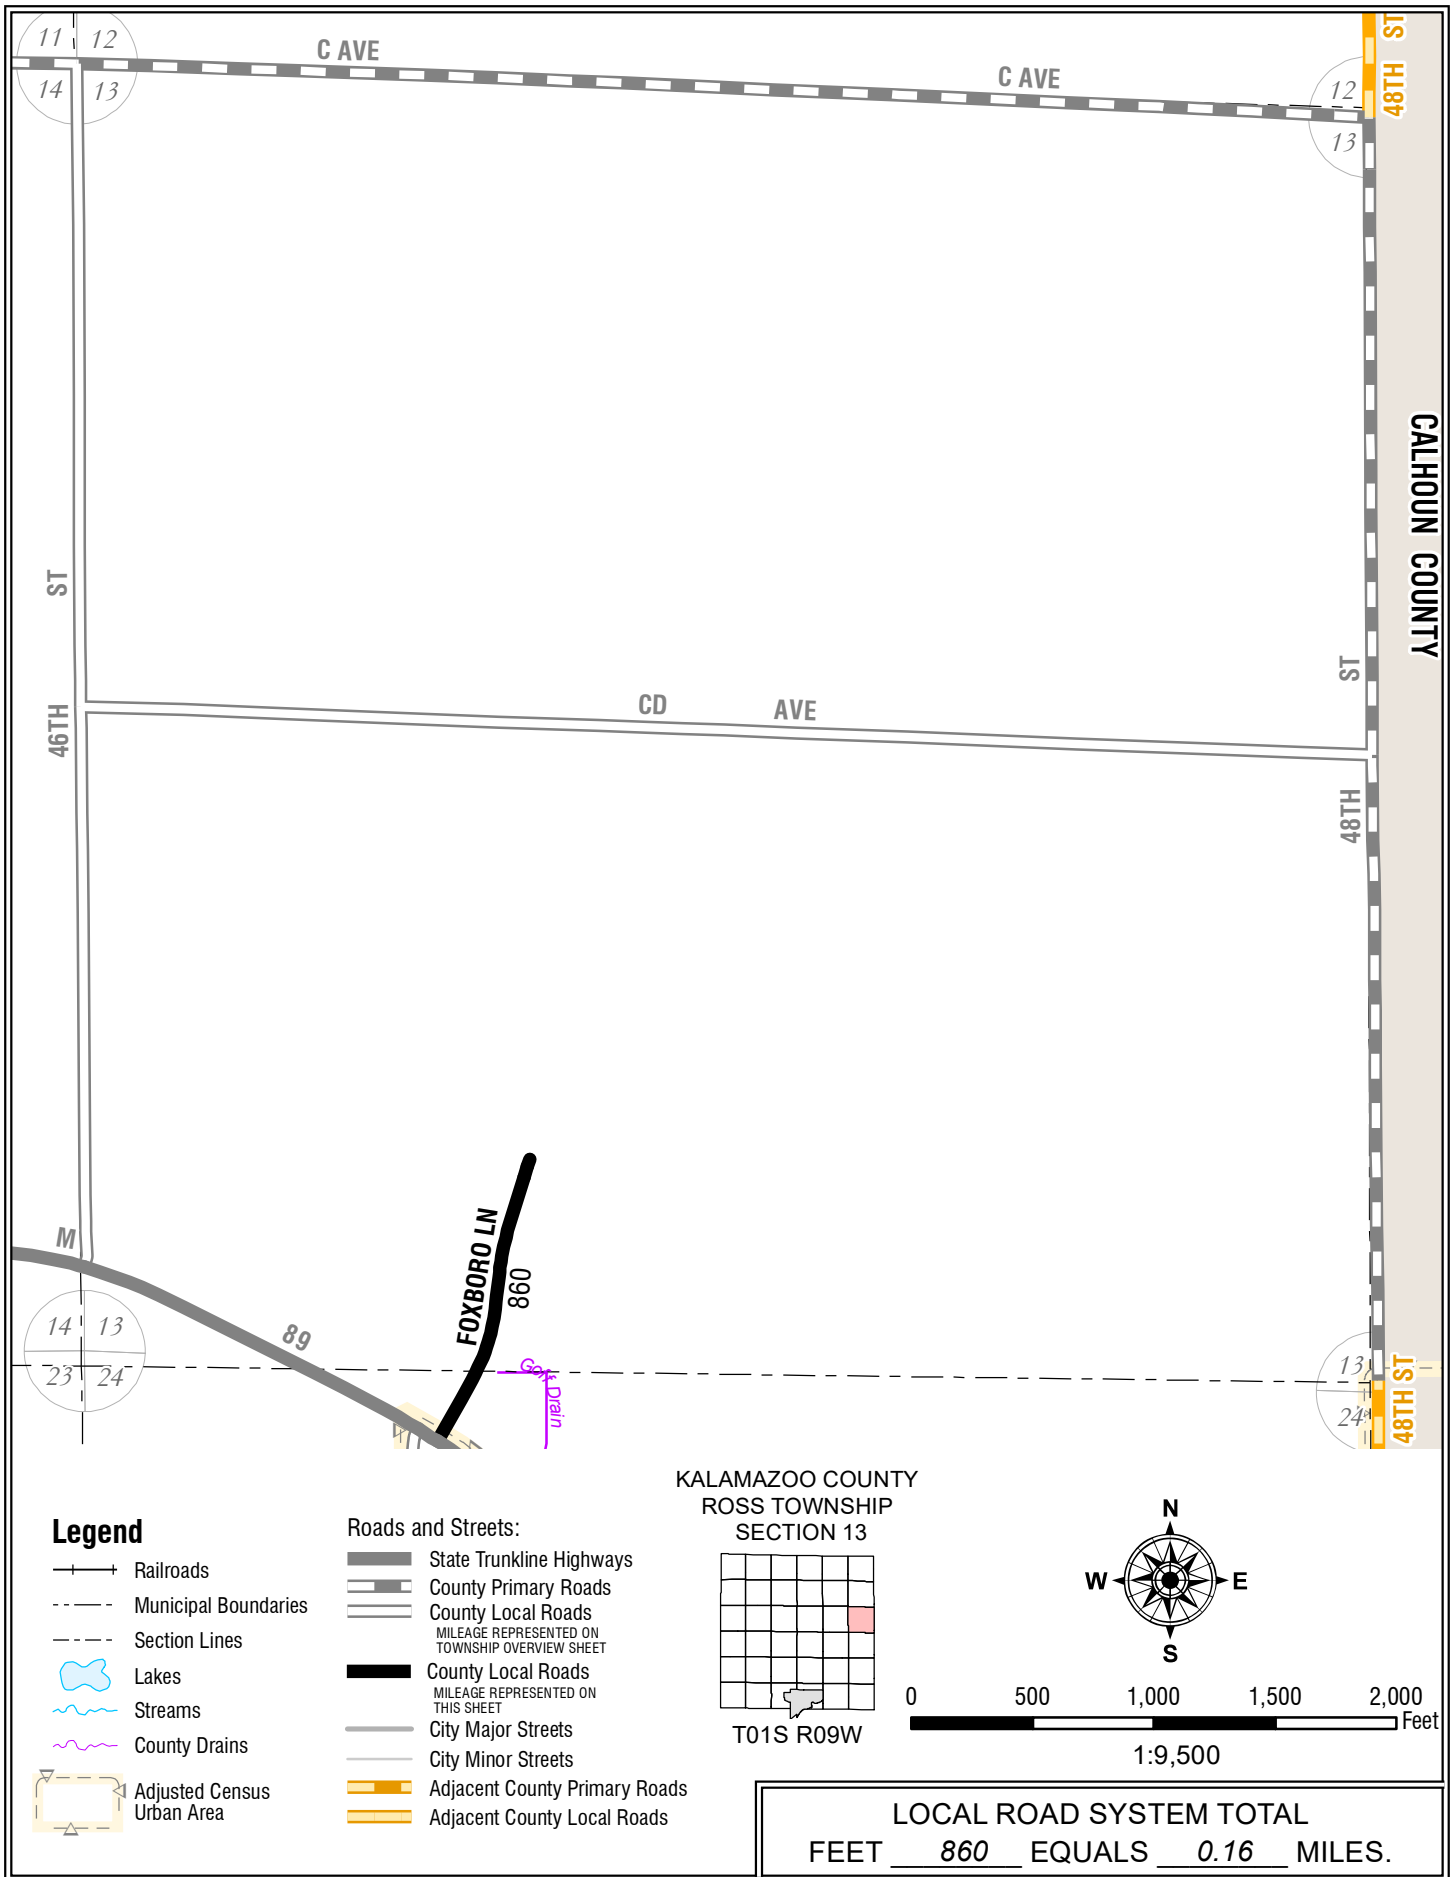 11 12
14 13
C AVE
C AVE
12
13
48TH ST
CALHOUN COUNTY
46TH ST
CD AVE
48TH ST
M
89
FOXBORO LN
860
Goff Drain
14 13
23 24
13
24
48TH ST
Legend
Railroads
Municipal Boundaries
Section Lines
Lakes
Streams
County Drains
Adjusted Census
Urban Area
Roads and Streets:
State Trunkline Highways
County Primary Roads
County Local Roads
MILEAGE REPRESENTED ON
TOWNSHIP OVERVIEW SHEET
County Local Roads
MILEAGE REPRESENTED ON
THIS SHEET
City Major Streets
City Minor Streets
Adjacent County Primary Roads
Adjacent County Local Roads
KALAMAZOO COUNTY
ROSS TOWNSHIP
SECTION 13
T01S R09W
N
W E
S
0 500 1,000 1,500 2,000
Feet
1:9,500
LOCAL ROAD SYSTEM TOTAL
FEET 860 EQUALS 0.16 MILES.